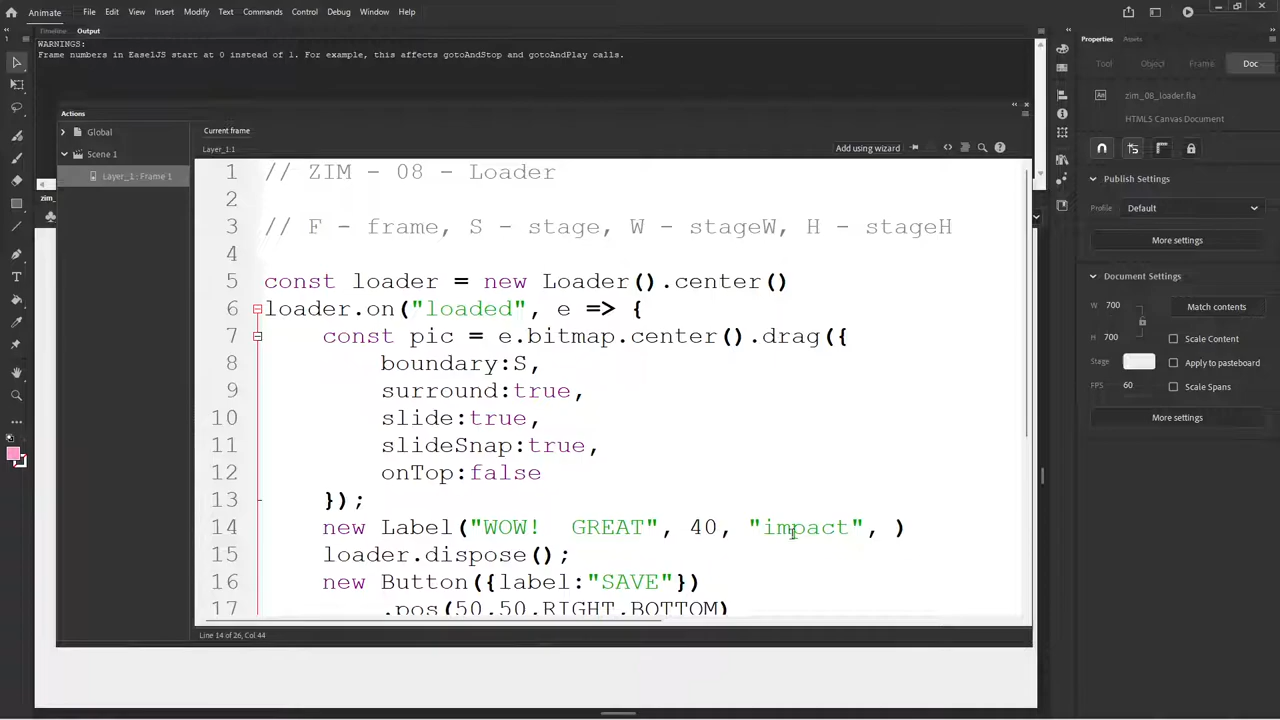 Animate File Edit View Insert Modify Text Commands Control Debug Window Help
Timeline Output
WARNINGS:
Frame numbers in EaselJS start at 0 instead of 1. For example, this affects gotoAndStop and gotoAndPlay calls.
Actions
Global
Scene 1
Layer_1 : Frame 1
Current frame
Layer_1:1
Add using wizard
1 // ZIM - 08 - Loader
2
3 // F - frame, S - stage, W - stageW, H - stageH
4
5 const loader = new Loader().center()
6 loader.on("loaded", e => {
7 const pic = e.bitmap.center().drag({
8 boundary:S,
9 surround:true,
10 slide:true,
11 slideSnap:true,
12 onTop:false
13 });
14 new Label("WOW!  GREAT", 40, "impact", )
15 loader.dispose();
16 new Button({label:"SAVE"})
17 .pos(50,50,RIGHT,BOTTOM)
Line 14 of 26, Col 44
Properties Assets
Tool Object Frame Doc
zim_08_loader.fla
HTML5 Canvas Document
Publish Settings
Profile Default
More settings
Document Settings
W 700
Match contents
H 700
Scale Content
Stage
Apply to pasteboard
FPS 60
Scale Spans
More settings